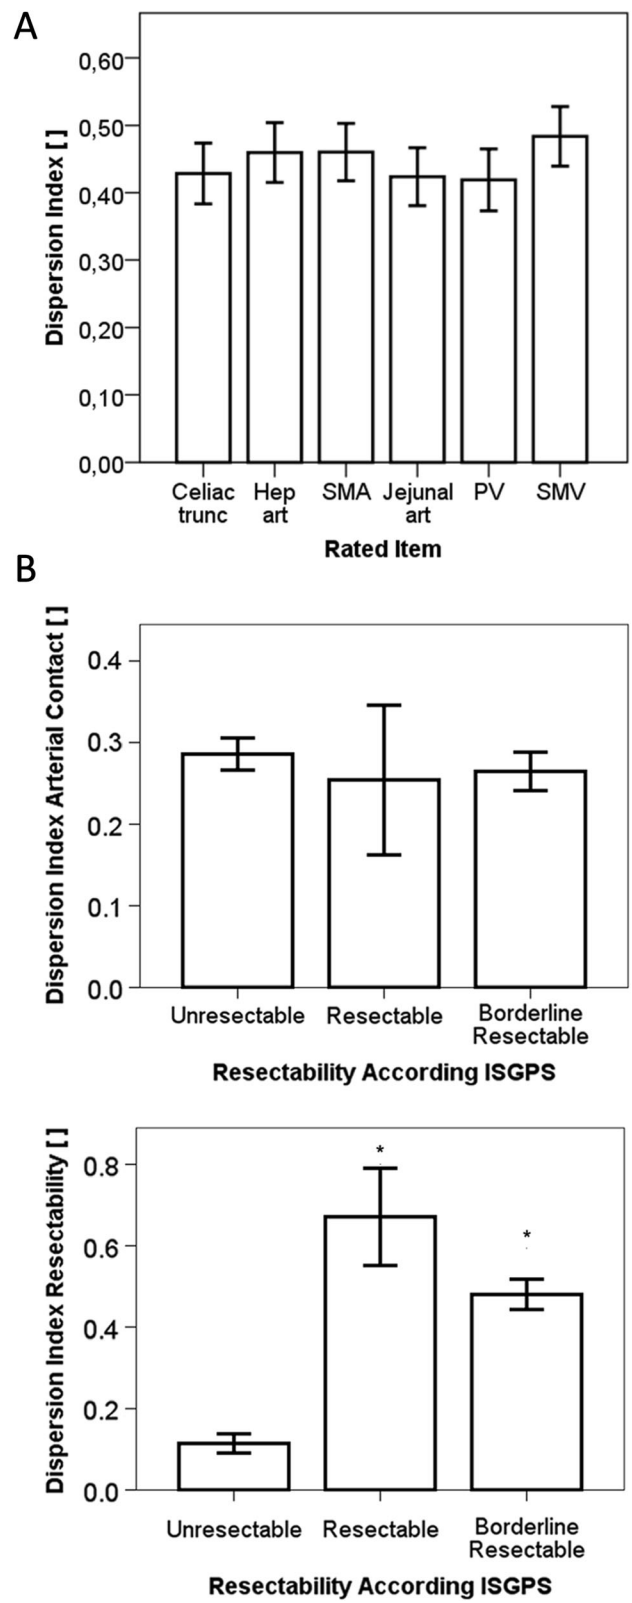 A
Dispersion Index [ ]
0,60
0,50
0,40
0,30
0,20
0,10
0,00
Celiac trunc
Hep art
SMA
Jejunal art
PV
SMV
Rated Item
B
Dispersion Index Arterial Contact [ ]
0.4
0.3
0.2
0.1
0.0
Unresectable
Resectable
Borderline Resectable
Resectability According ISGPS
Dispersion Index Resectability [ ]
0.8
0.6
0.4
0.2
0.0
*
*
Unresectable
Resectable
Borderline Resectable
Resectability According ISGPS